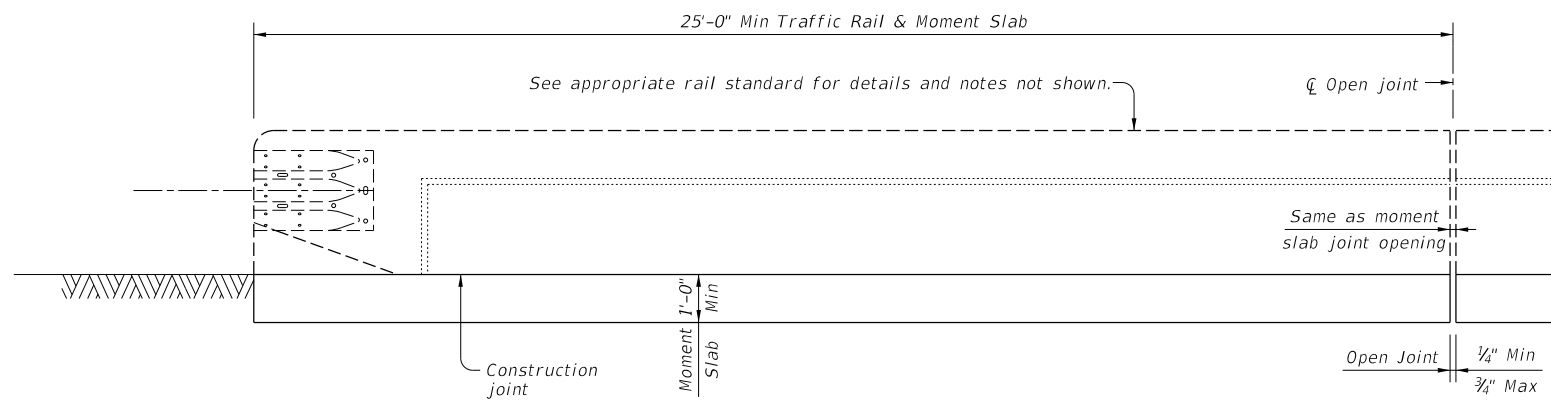 25'-0" Min Traffic Rail & Moment Slab
See appropriate rail standard for details and notes not shown.
℄ Open joint
Same as moment
slab joint opening
Moment 1'-0"
Slab Min
Construction
joint
Open Joint
¼" Min
¾" Max